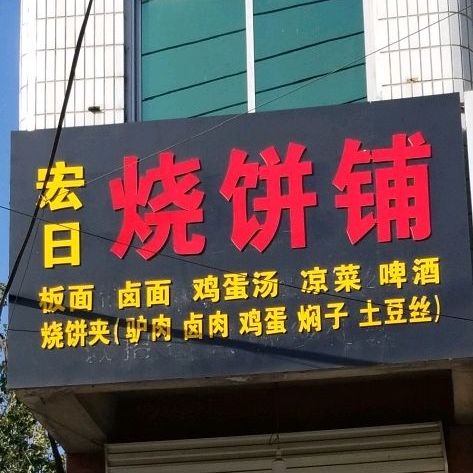 宏日 烧饼铺
板面 卤面 鸡蛋汤 凉菜 啤酒
烧饼夹(驴肉 卤肉 鸡蛋 焖子 土豆丝)